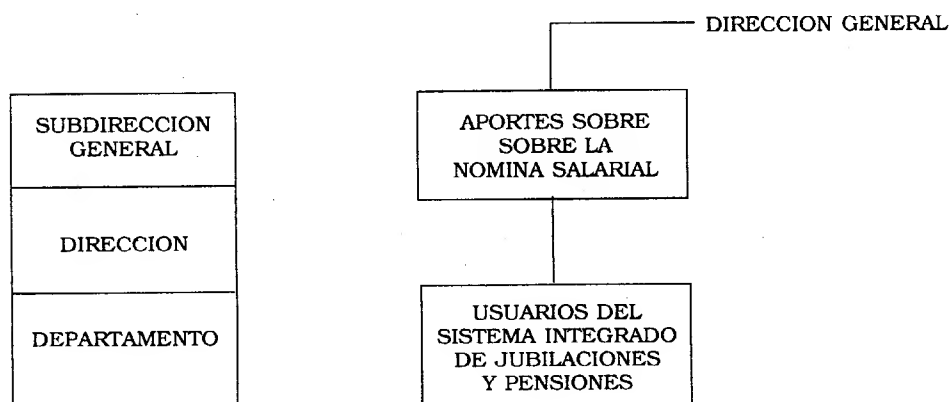 DIRECCION GENERAL
SUBDIRECCION
GENERAL
DIRECCION
DEPARTAMENTO
APORTES SOBRE
SOBRE LA
NOMINA SALARIAL
USUARIOS DEL
SISTEMA INTEGRADO
DE JUBILACIONES
Y PENSIONES